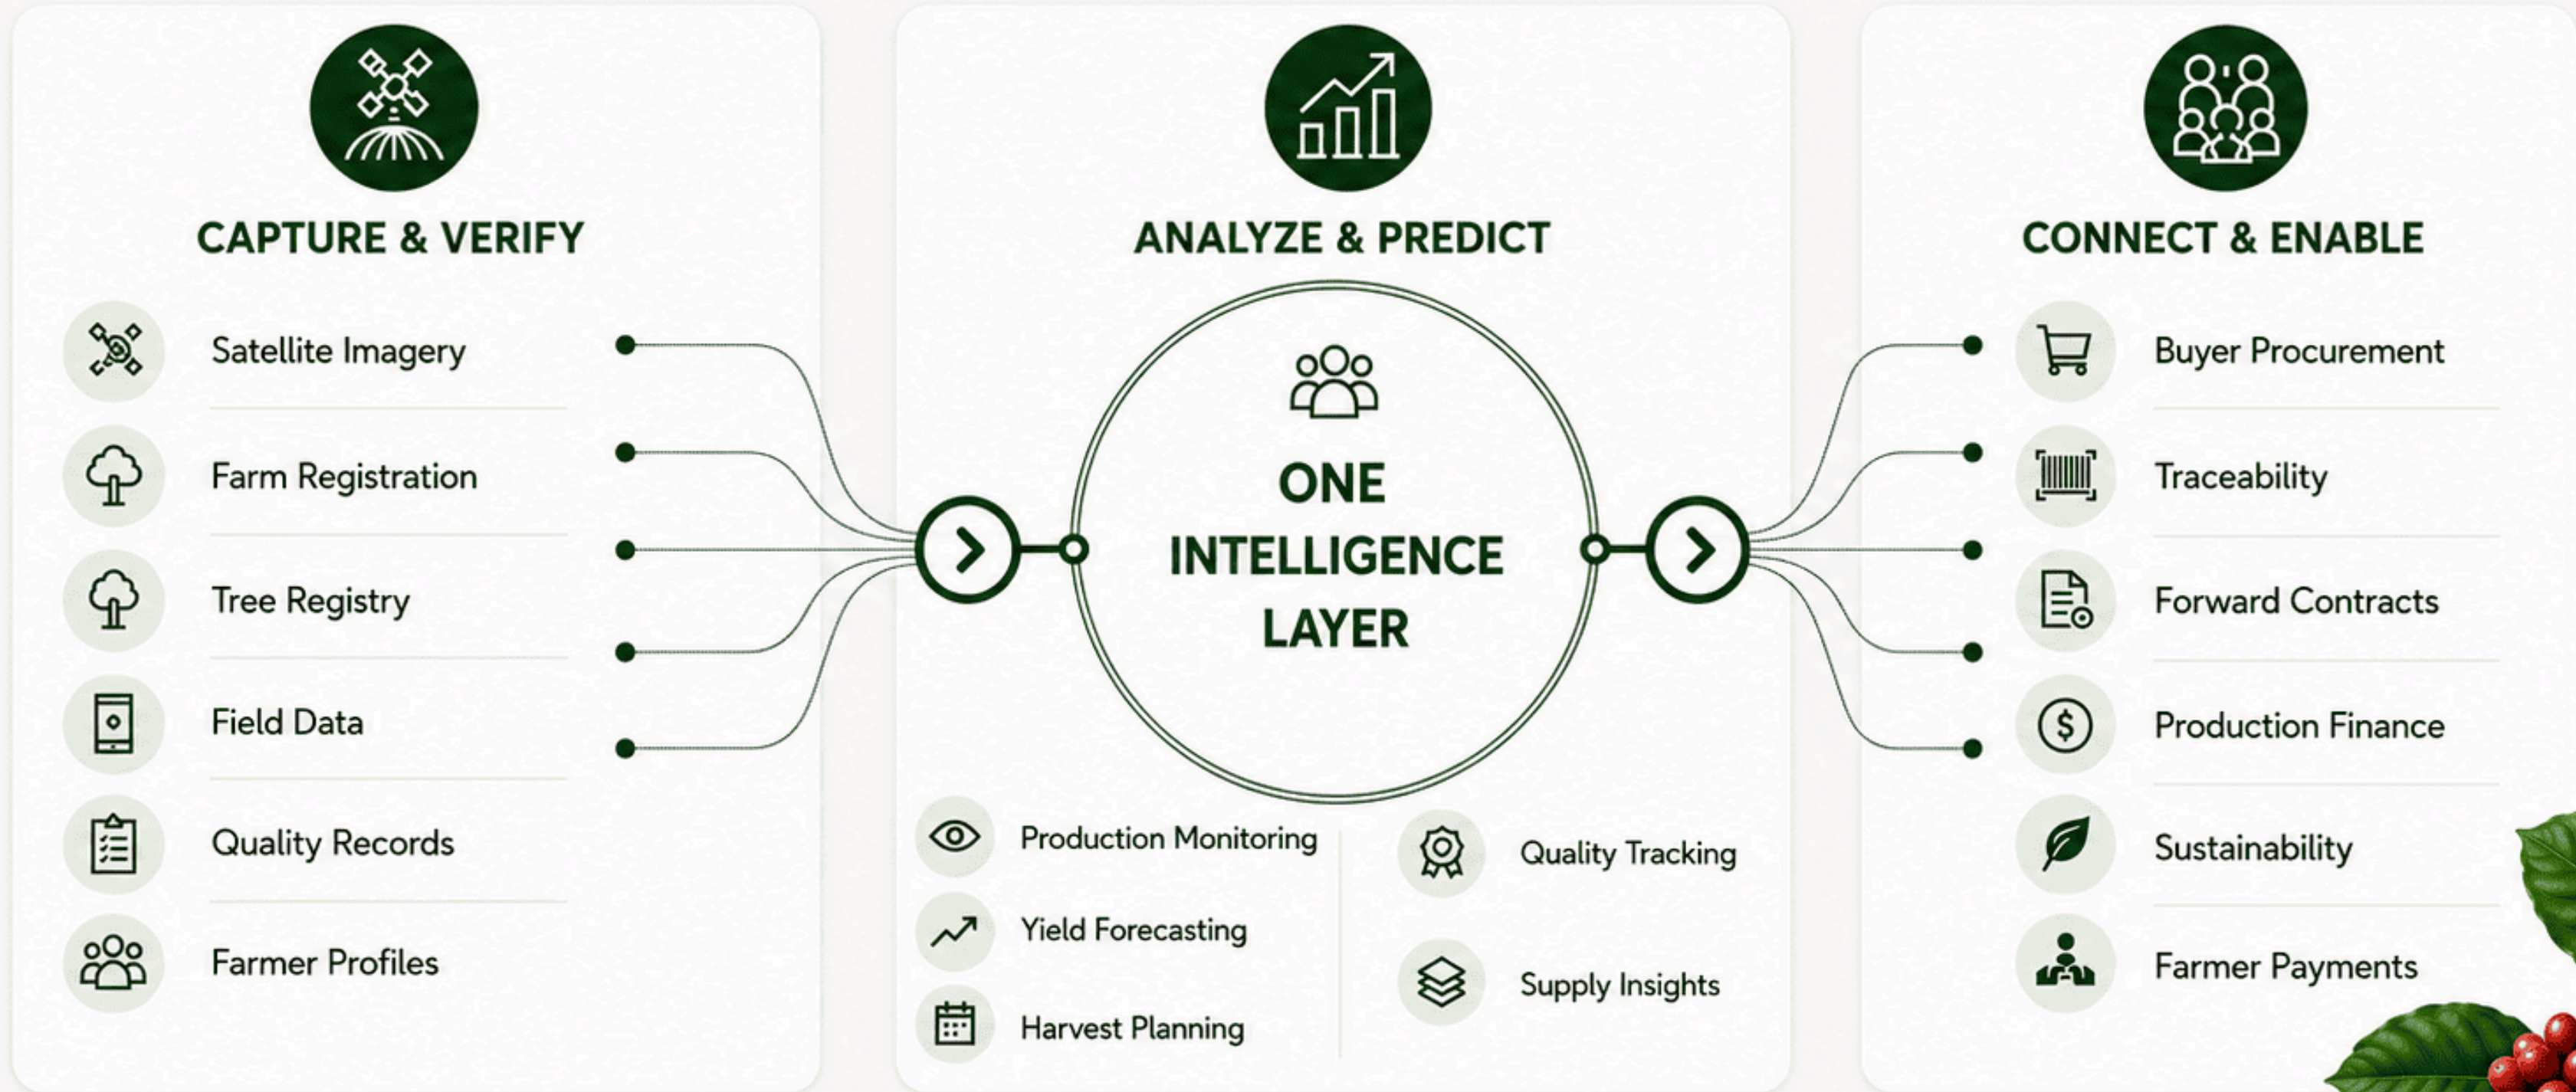 CAPTURE & VERIFY
Satellite Imagery
Farm Registration
Tree Registry
Field Data
Quality Records
Farmer Profiles
ANALYZE & PREDICT
ONE
INTELLIGENCE
LAYER
Production Monitoring
Yield Forecasting
Harvest Planning
Quality Tracking
Supply Insights
CONNECT & ENABLE
Buyer Procurement
Traceability
Forward Contracts
$
Production Finance
Sustainability
Farmer Payments